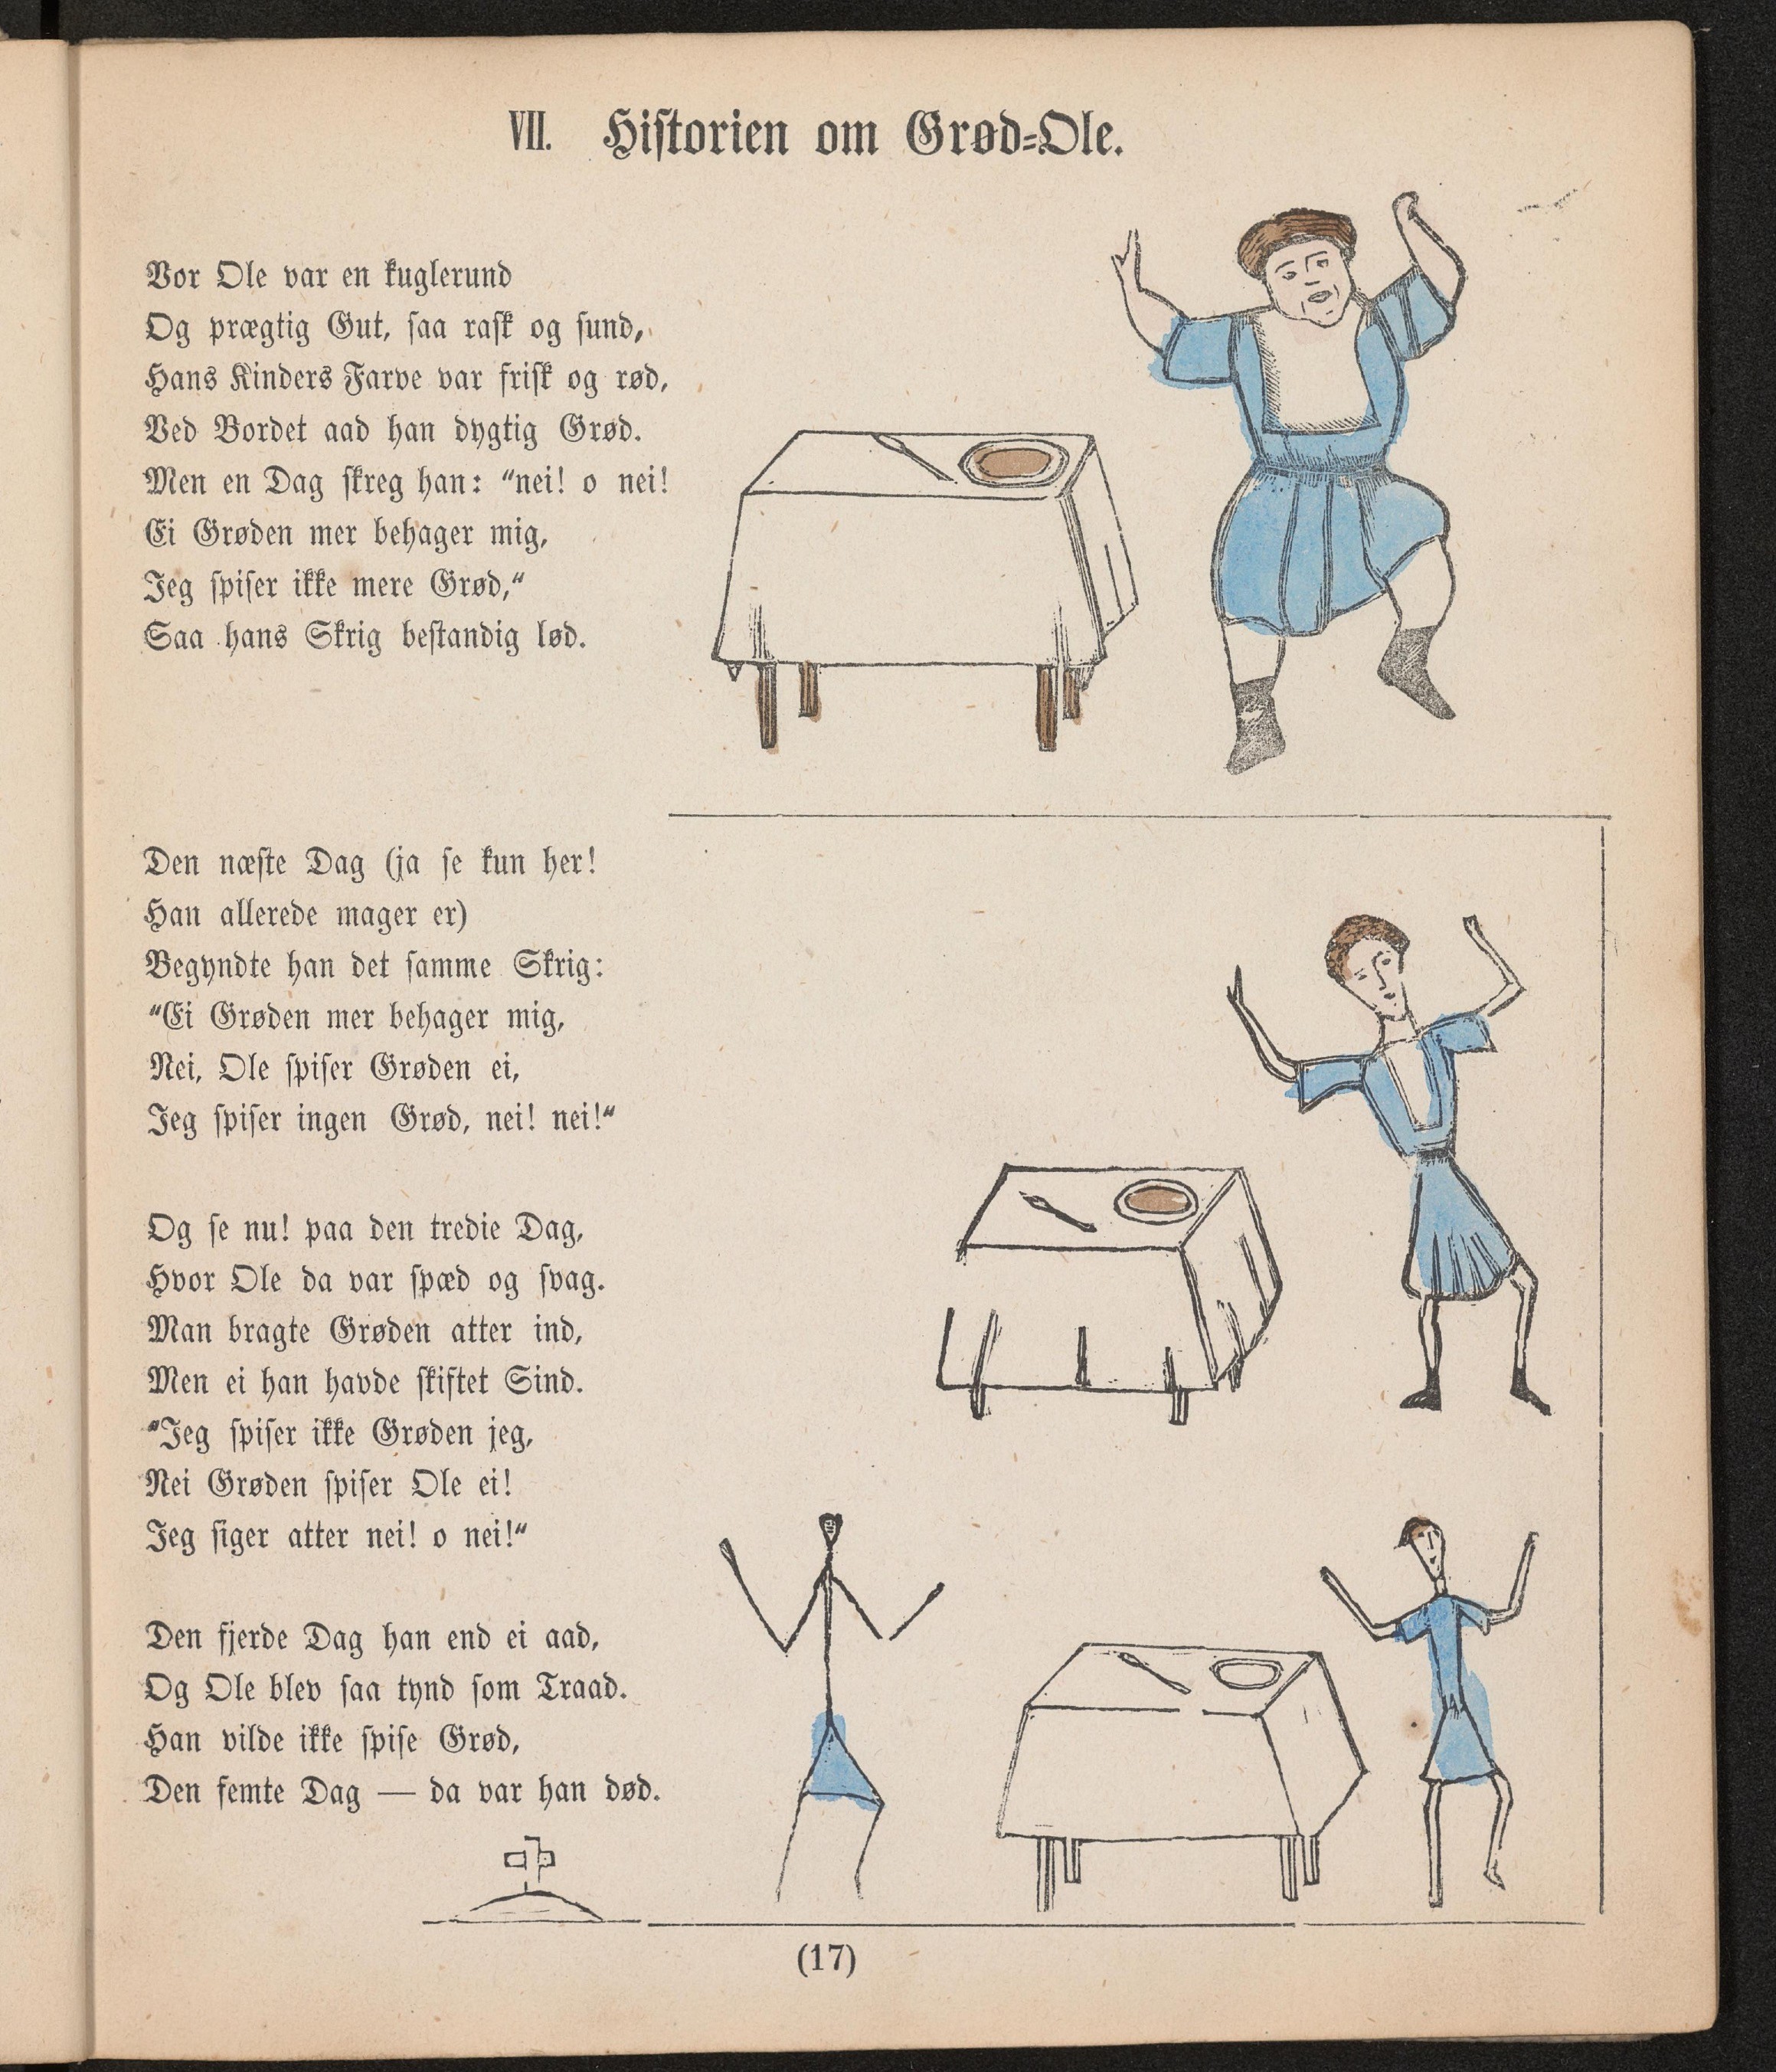 VII. Historien om Grød-Ole.
Vor Ole var en kuglerund
Og prægtig Gut, saa rask og sund,
Hans Kinders Farve var frisk og rød,
Ved Bordet aad han dygtig Grød.
Men en Dag skreg han: “nei! o nei!
Ei Grøden mer behager mig,
Jeg spiser ikke mere Grød,“
Saa hans Skrig bestandig lød.
Den næste Dag (ja se kun her!
Han allerede mager er)
Begyndte han det samme Skrig:
“Ei Grøden mer behager mig,
Nei, Ole spiser Grøden ei,
Jeg spiser ingen Grød, nei! nei!“
Og se nu! paa den tredie Dag,
Hvor Ole da var spæd og svag.
Man bragte Grøden atter ind,
Men ei han havde skiftet Sind.
“Jeg spiser ikke Grøden jeg,
Nei Grøden spiser Ole ei!
Jeg siger atter nei! o nei!“
Den fjerde Dag han end ei aad,
Og Ole blev saa tynd som Traad.
Han vilde ikke spise Grød,
Den femte Dag — da var han død.
(17)